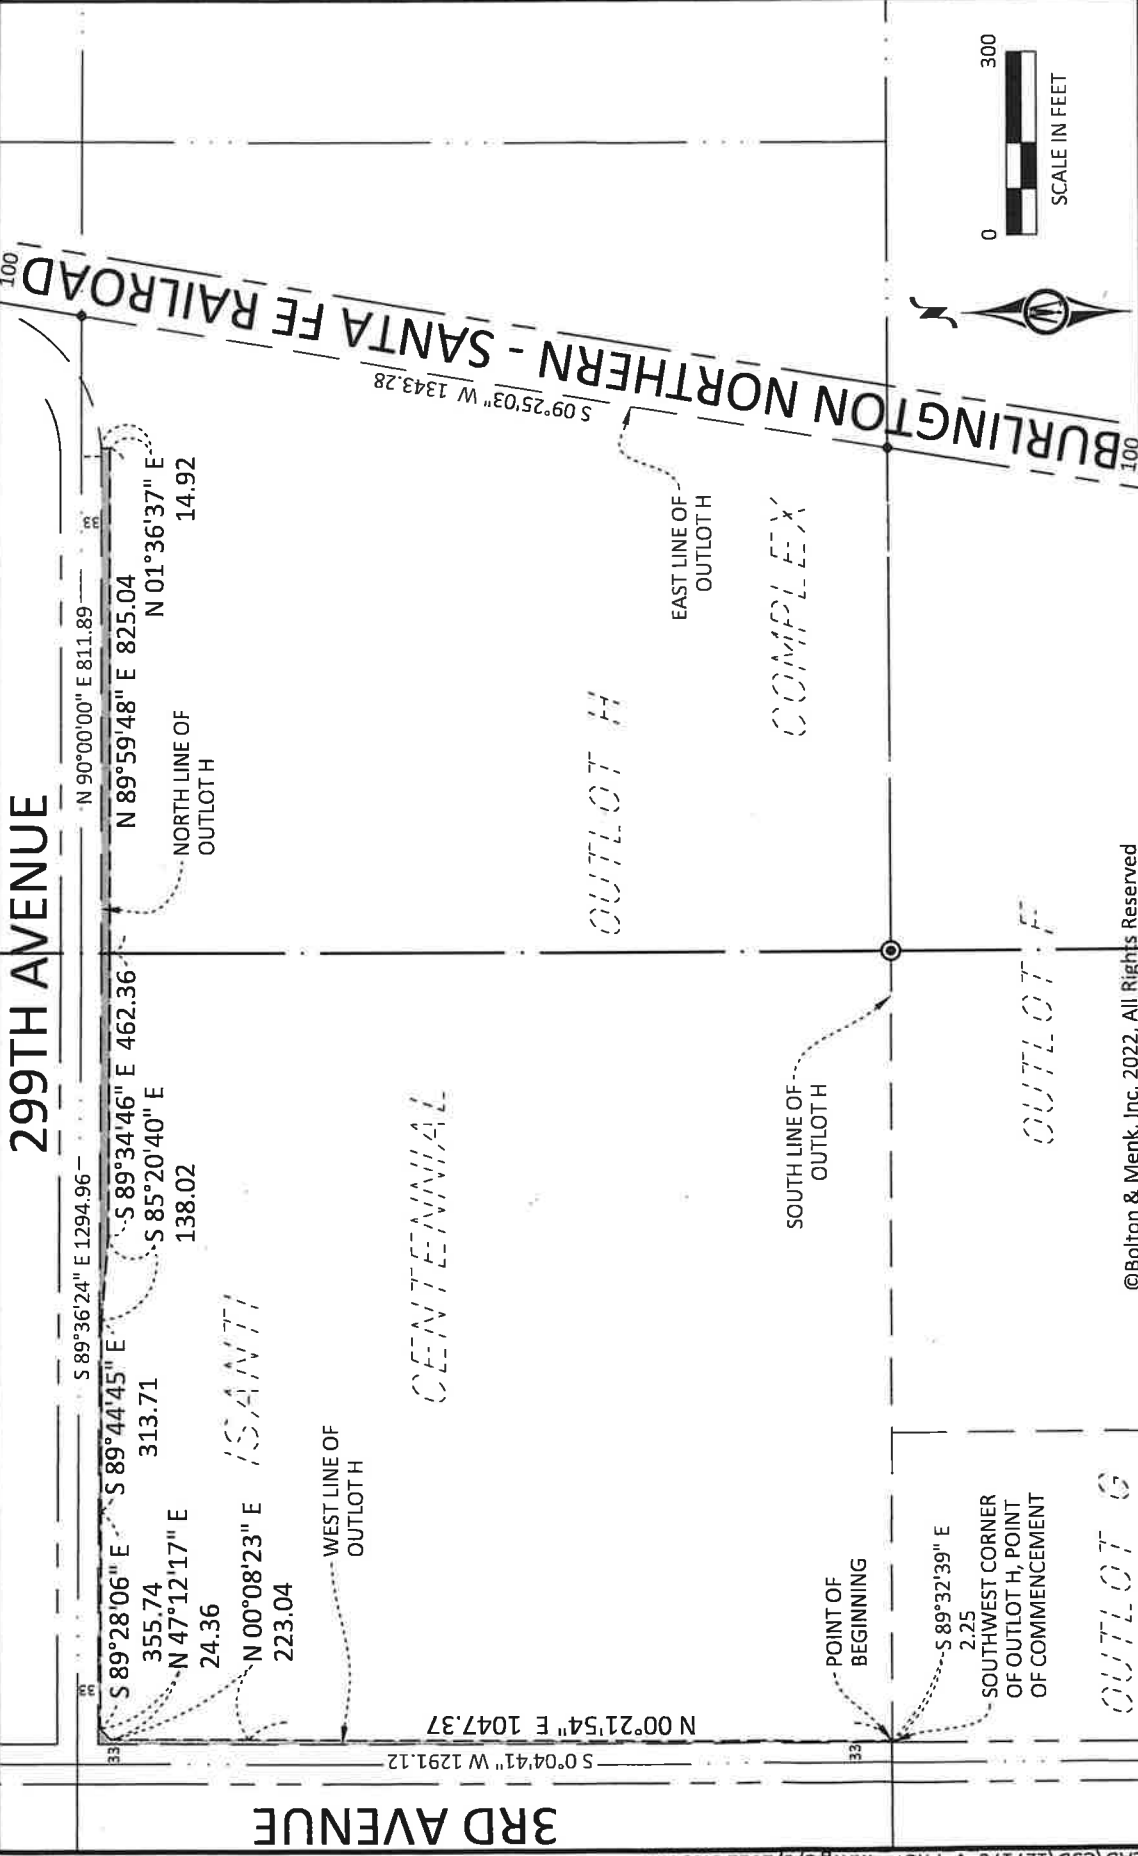 299TH AVENUE
S 89°36'24" E 1294.96
N 90°00'00" E 811.89
33
33
100
S 89°28'06" E
355.74
N 47°12'17" E
24.36
N 00°08'23" E
223.04
S 89°44'45" E
313.71
S 89°34'46" E 462.36
S 85°20'40" E
138.02
N 89°59'48" E 825.04
N 01°36'37" E
14.92
NORTH LINE OF
OUTLOT H
ISANTI
CENTENNIAL
COMPLEX
OUTLOT H
WEST LINE OF
OUTLOT H
EAST LINE OF
OUTLOT H
SOUTH LINE OF
OUTLOT H
3RD AVENUE
33
33
S 0°04'41" W 1291.12
N 00°21'54" E 1047.37
BURLINGTON NORTHERN - SANTA FE RAILROAD
S 09°25'03" W 1343.28
100
POINT OF
BEGINNING
S 89°32'39" E
2.25
SOUTHWEST CORNER
OF OUTLOT H, POINT
OF COMMENCEMENT
OUTLOT G
OUTLOT F
N
0
300
SCALE IN FEET
©Bolton & Menk, Inc. 2022, All Rights Reserved